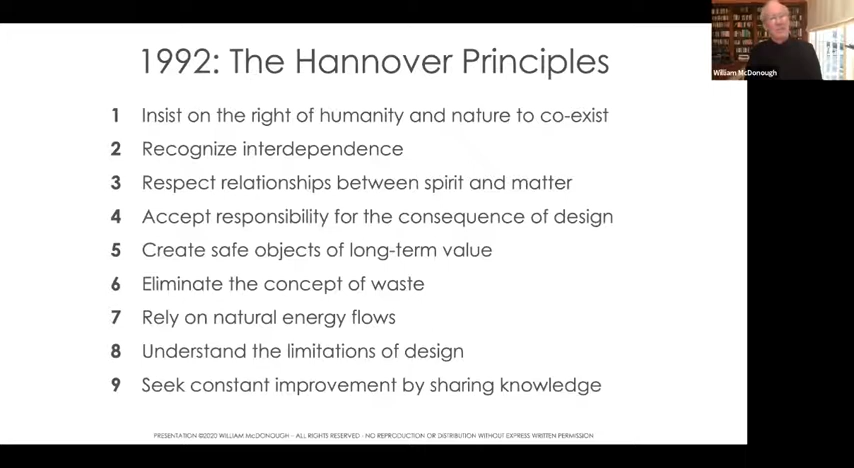 1992: The Hannover Principles
William McDonough
1 Insist on the right of humanity and nature to co-exist
2 Recognize interdependence
3 Respect relationships between spirit and matter
4 Accept responsibility for the consequence of design
5 Create safe objects of long-term value
6 Eliminate the concept of waste
7 Rely on natural energy flows
8 Understand the limitations of design
9 Seek constant improvement by sharing knowledge
PRESENTATION ©2020 WILLIAM McDONOUGH - ALL RIGHTS RESERVED - NO REPRODUCTION OR DISTRIBUTION WITHOUT EXPRESS WRITTEN PERMISSION